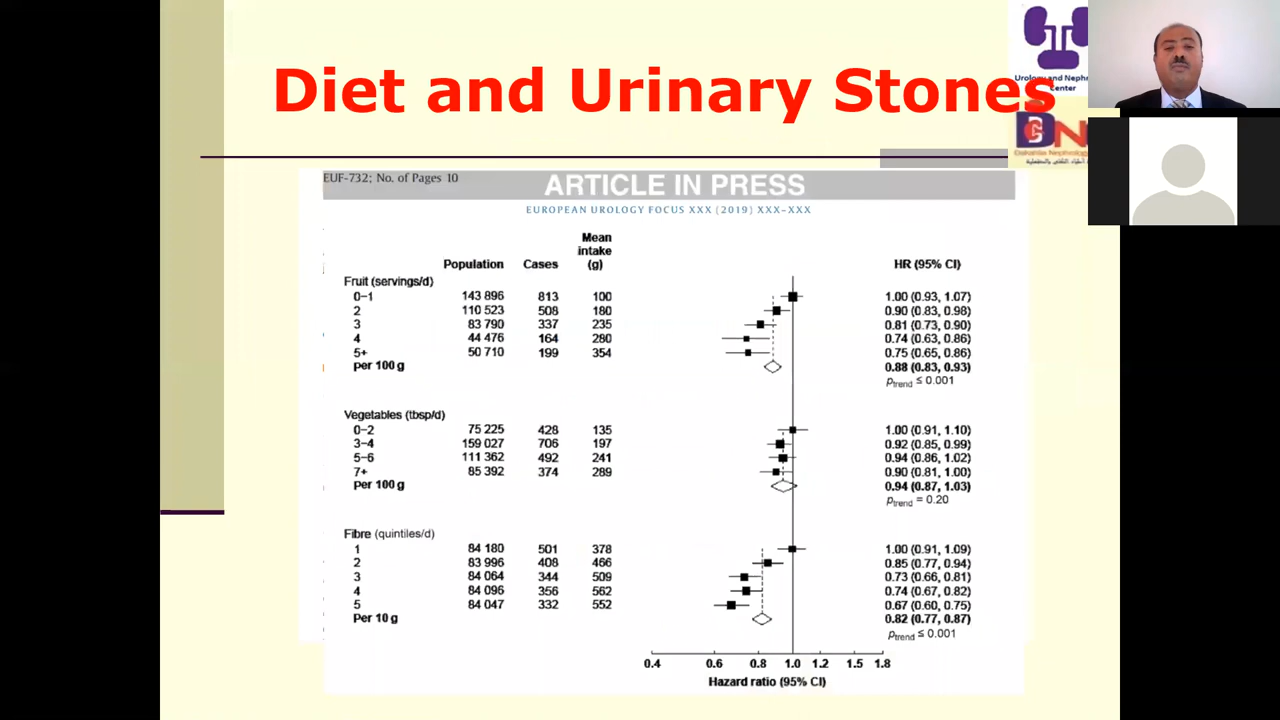 Diet and Urinary Stones
Urology and Nephr
Center
DN
Dakahlia Nephrology
EUF-732; No. of Pages 10
ARTICLE IN PRESS
EUROPEAN UROLOGY FOCUS XXX (2019) XXX–XXX
Population Cases Mean intake (g) HR (95% CI)
Fruit (servings/d)
0–1 143 896 813 100 1.00 (0.93, 1.07)
2 110 523 508 180 0.90 (0.83, 0.98)
3 83 790 337 235 0.81 (0.73, 0.90)
4 44 476 164 280 0.74 (0.63, 0.86)
5+ 50 710 199 354 0.75 (0.65, 0.86)
per 100 g 0.88 (0.83, 0.93)
ptrend ≤ 0.001
Vegetables (tbsp/d)
0–2 75 225 428 135 1.00 (0.91, 1.10)
3–4 159 027 706 197 0.92 (0.85, 0.99)
5–6 111 362 492 241 0.94 (0.86, 1.02)
7+ 85 392 374 289 0.90 (0.81, 1.00)
Per 100 g 0.94 (0.87, 1.03)
ptrend = 0.20
Fibre (quintiles/d)
1 84 180 501 378 1.00 (0.91, 1.09)
2 83 996 408 466 0.85 (0.77, 0.94)
3 84 064 344 509 0.73 (0.66, 0.81)
4 84 096 356 562 0.74 (0.67, 0.82)
5 84 047 332 552 0.67 (0.60, 0.75)
Per 10 g 0.82 (0.77, 0.87)
ptrend ≤ 0.001
0.4 0.6 0.8 1.0 1.2 1.5 1.8
Hazard ratio (95% CI)